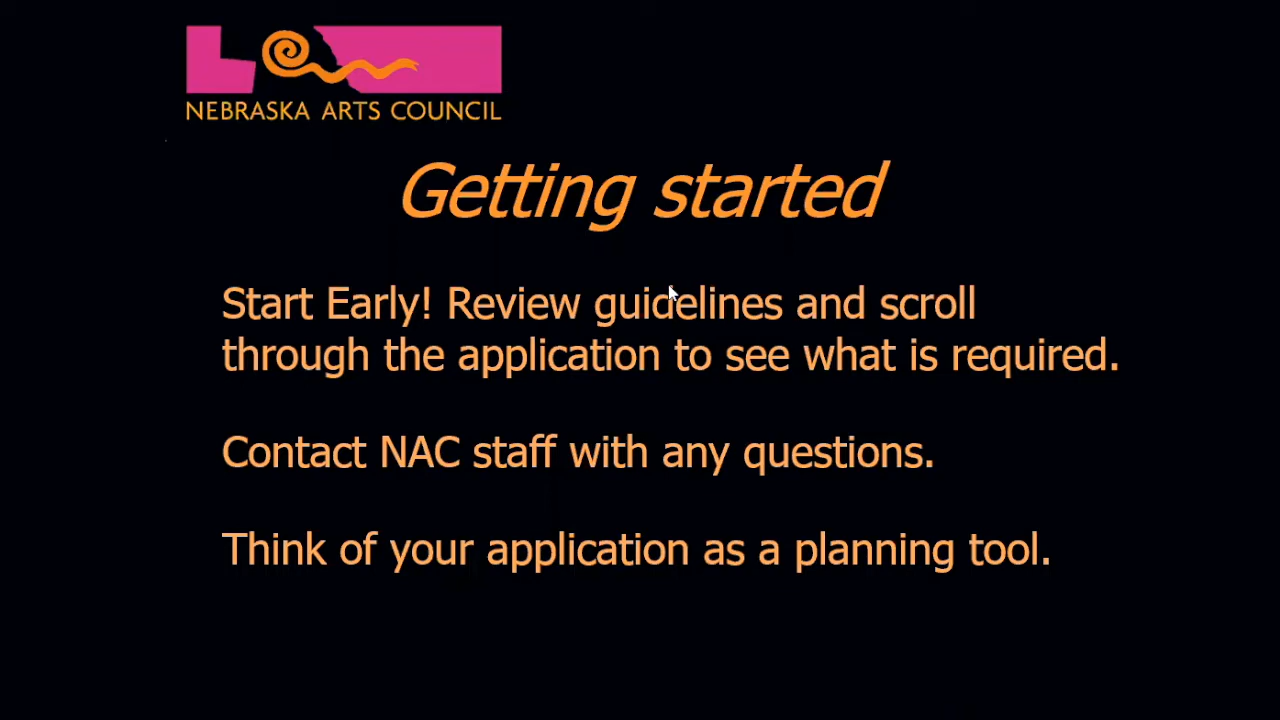 NEBRASKA ARTS COUNCIL
Getting started
Start Early! Review guidelines and scroll
through the application to see what is required.
Contact NAC staff with any questions.
Think of your application as a planning tool.